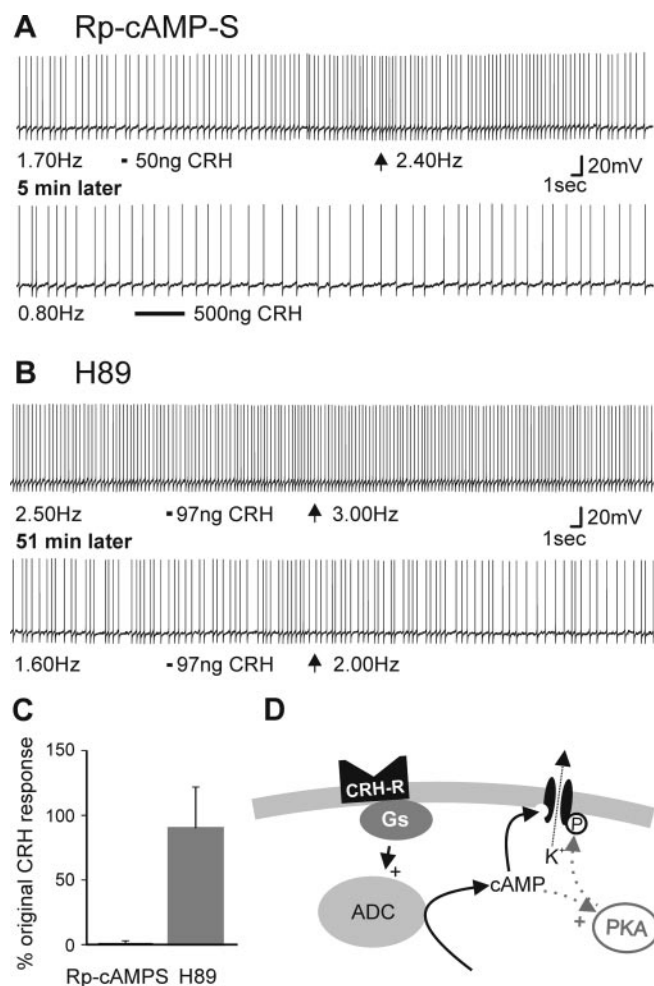 A Rp-cAMP-S
1.70Hz 50ng CRH 2.40Hz 20mV
5 min later 1sec
0.80Hz 500ng CRH
B H89
2.50Hz 97ng CRH 3.00Hz 20mV
51 min later 1sec
1.60Hz 97ng CRH 2.00Hz
C D
% original CRH response
150
100
50
0
Rp-cAMPS H89
CRH-R
Gs
+
ADC
cAMP
K+
P
+
PKA